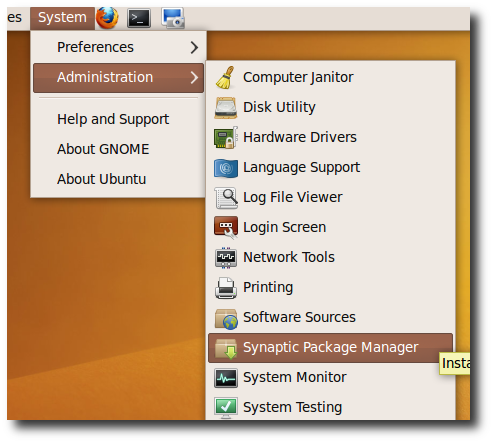 es System
Preferences
Administration
Help and Support
About GNOME
About Ubuntu
Computer Janitor
Disk Utility
Hardware Drivers
Language Support
Log File Viewer
Login Screen
Network Tools
Printing
Software Sources
Synaptic Package Manager
Insta
System Monitor
System Testing